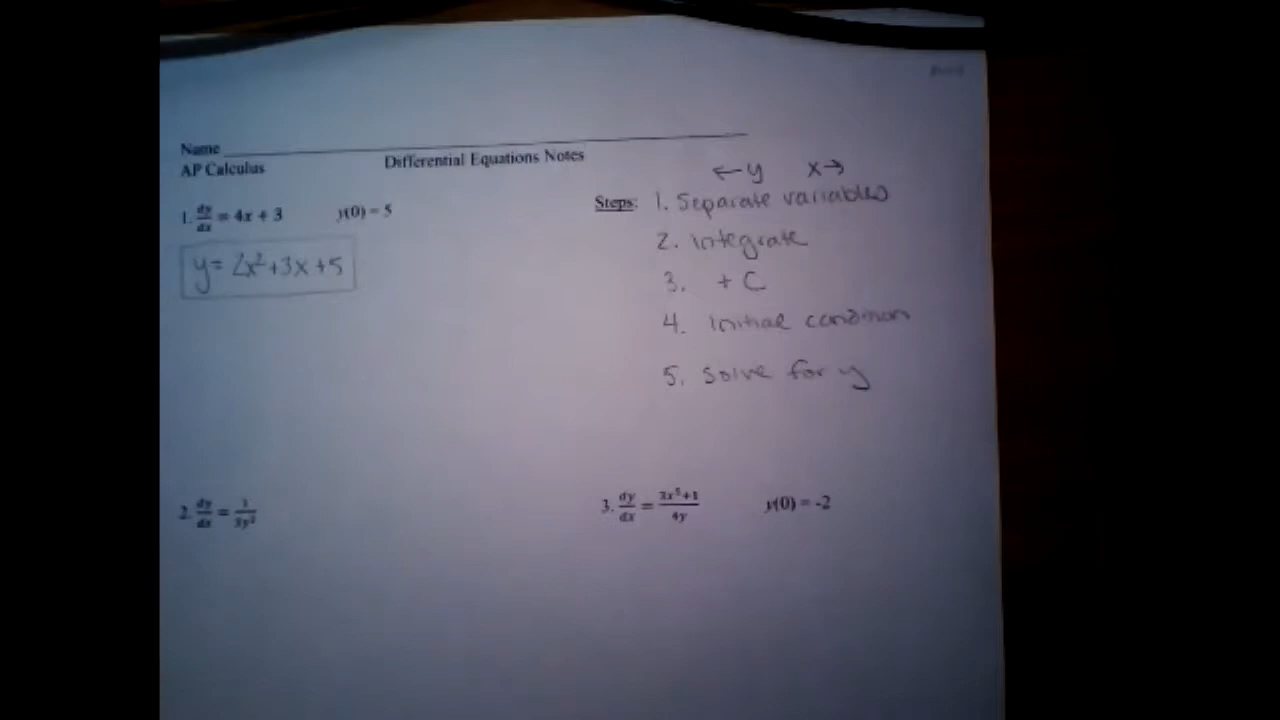 Name
AP Calculus
Differential Equations Notes
1. dy/dx = 4x + 3 y(0) = 5
y = 2x² + 3x + 5
← y x →
Steps: 1. Separate variables
2. integrate
3. + C
4. initial condition
5. solve for y
2. dy/dx = 1/3y²
3. dy/dx = 3x⁵+1/4y y(0) = -2